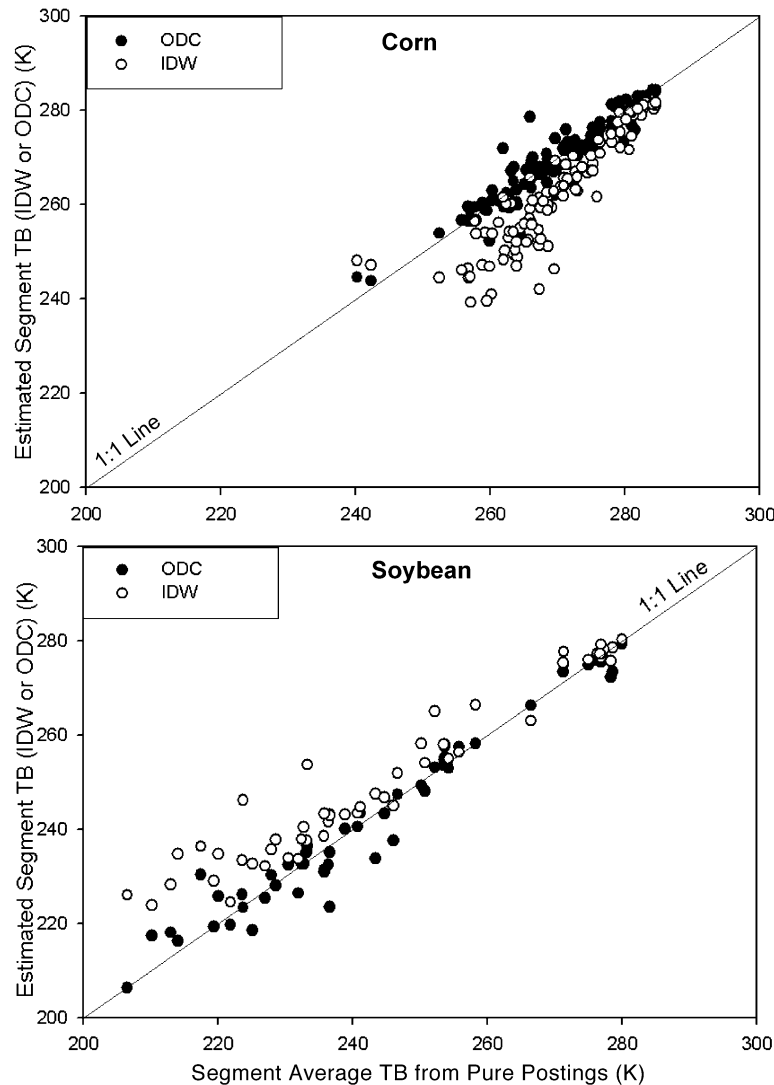 300
280
260
240
220
200
Estimated Segment TB (IDW or ODC) (K)
ODC
IDW
Corn
1:1 Line
200 220 240 260 280 300
300
280
260
240
220
200
Estimated Segment TB (IDW or ODC) (K)
ODC
IDW
Soybean
1:1 Line
200 220 240 260 280 300
Segment Average TB from Pure Postings (K)